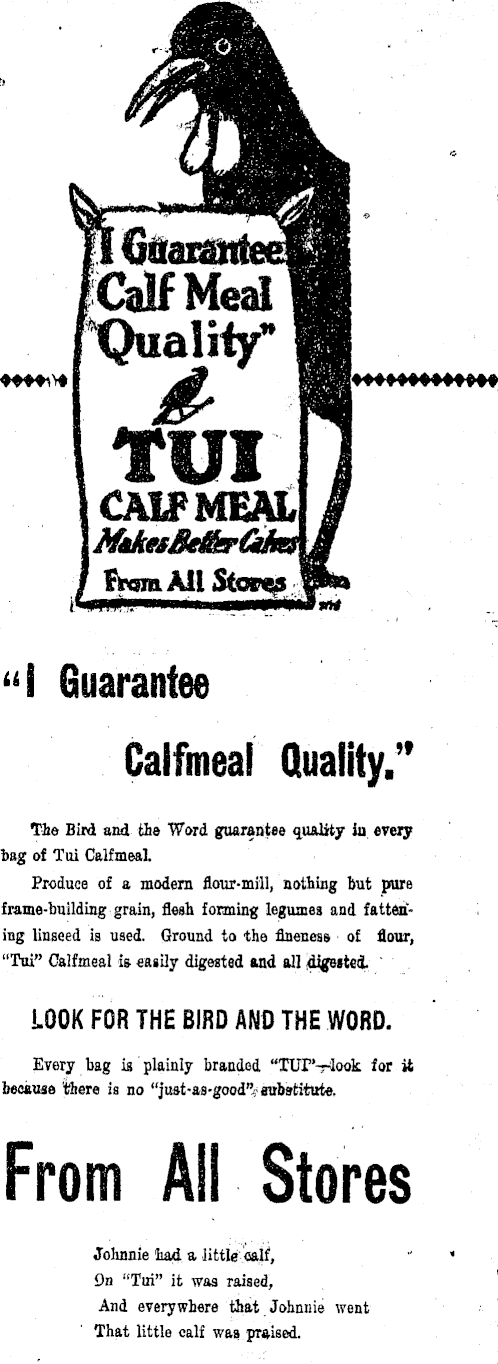 I Guarantee
Calf Meal
Quality”
TUI
CALF MEAL
Makes Better Calves
From All Stores
“I Guarantee
Calfmeal Quality.”
The Bird and the Word guarantee quality in every
bag of Tui Calfmeal.
Produce of a modern flour-mill, nothing but pure
frame-building grain, flesh forming legumes and fatten-
ing linseed is used. Ground to the fineness of flour,
“Tui” Calfmeal is easily digested and all digested.
LOOK FOR THE BIRD AND THE WORD.
Every bag is plainly branded “TUI”—look for it
because there is no “just-as-good” substitute.
From All Stores
Johnnie had a little calf,
On “Tui” it was raised,
And everywhere that Johnnie went
That little calf was praised.